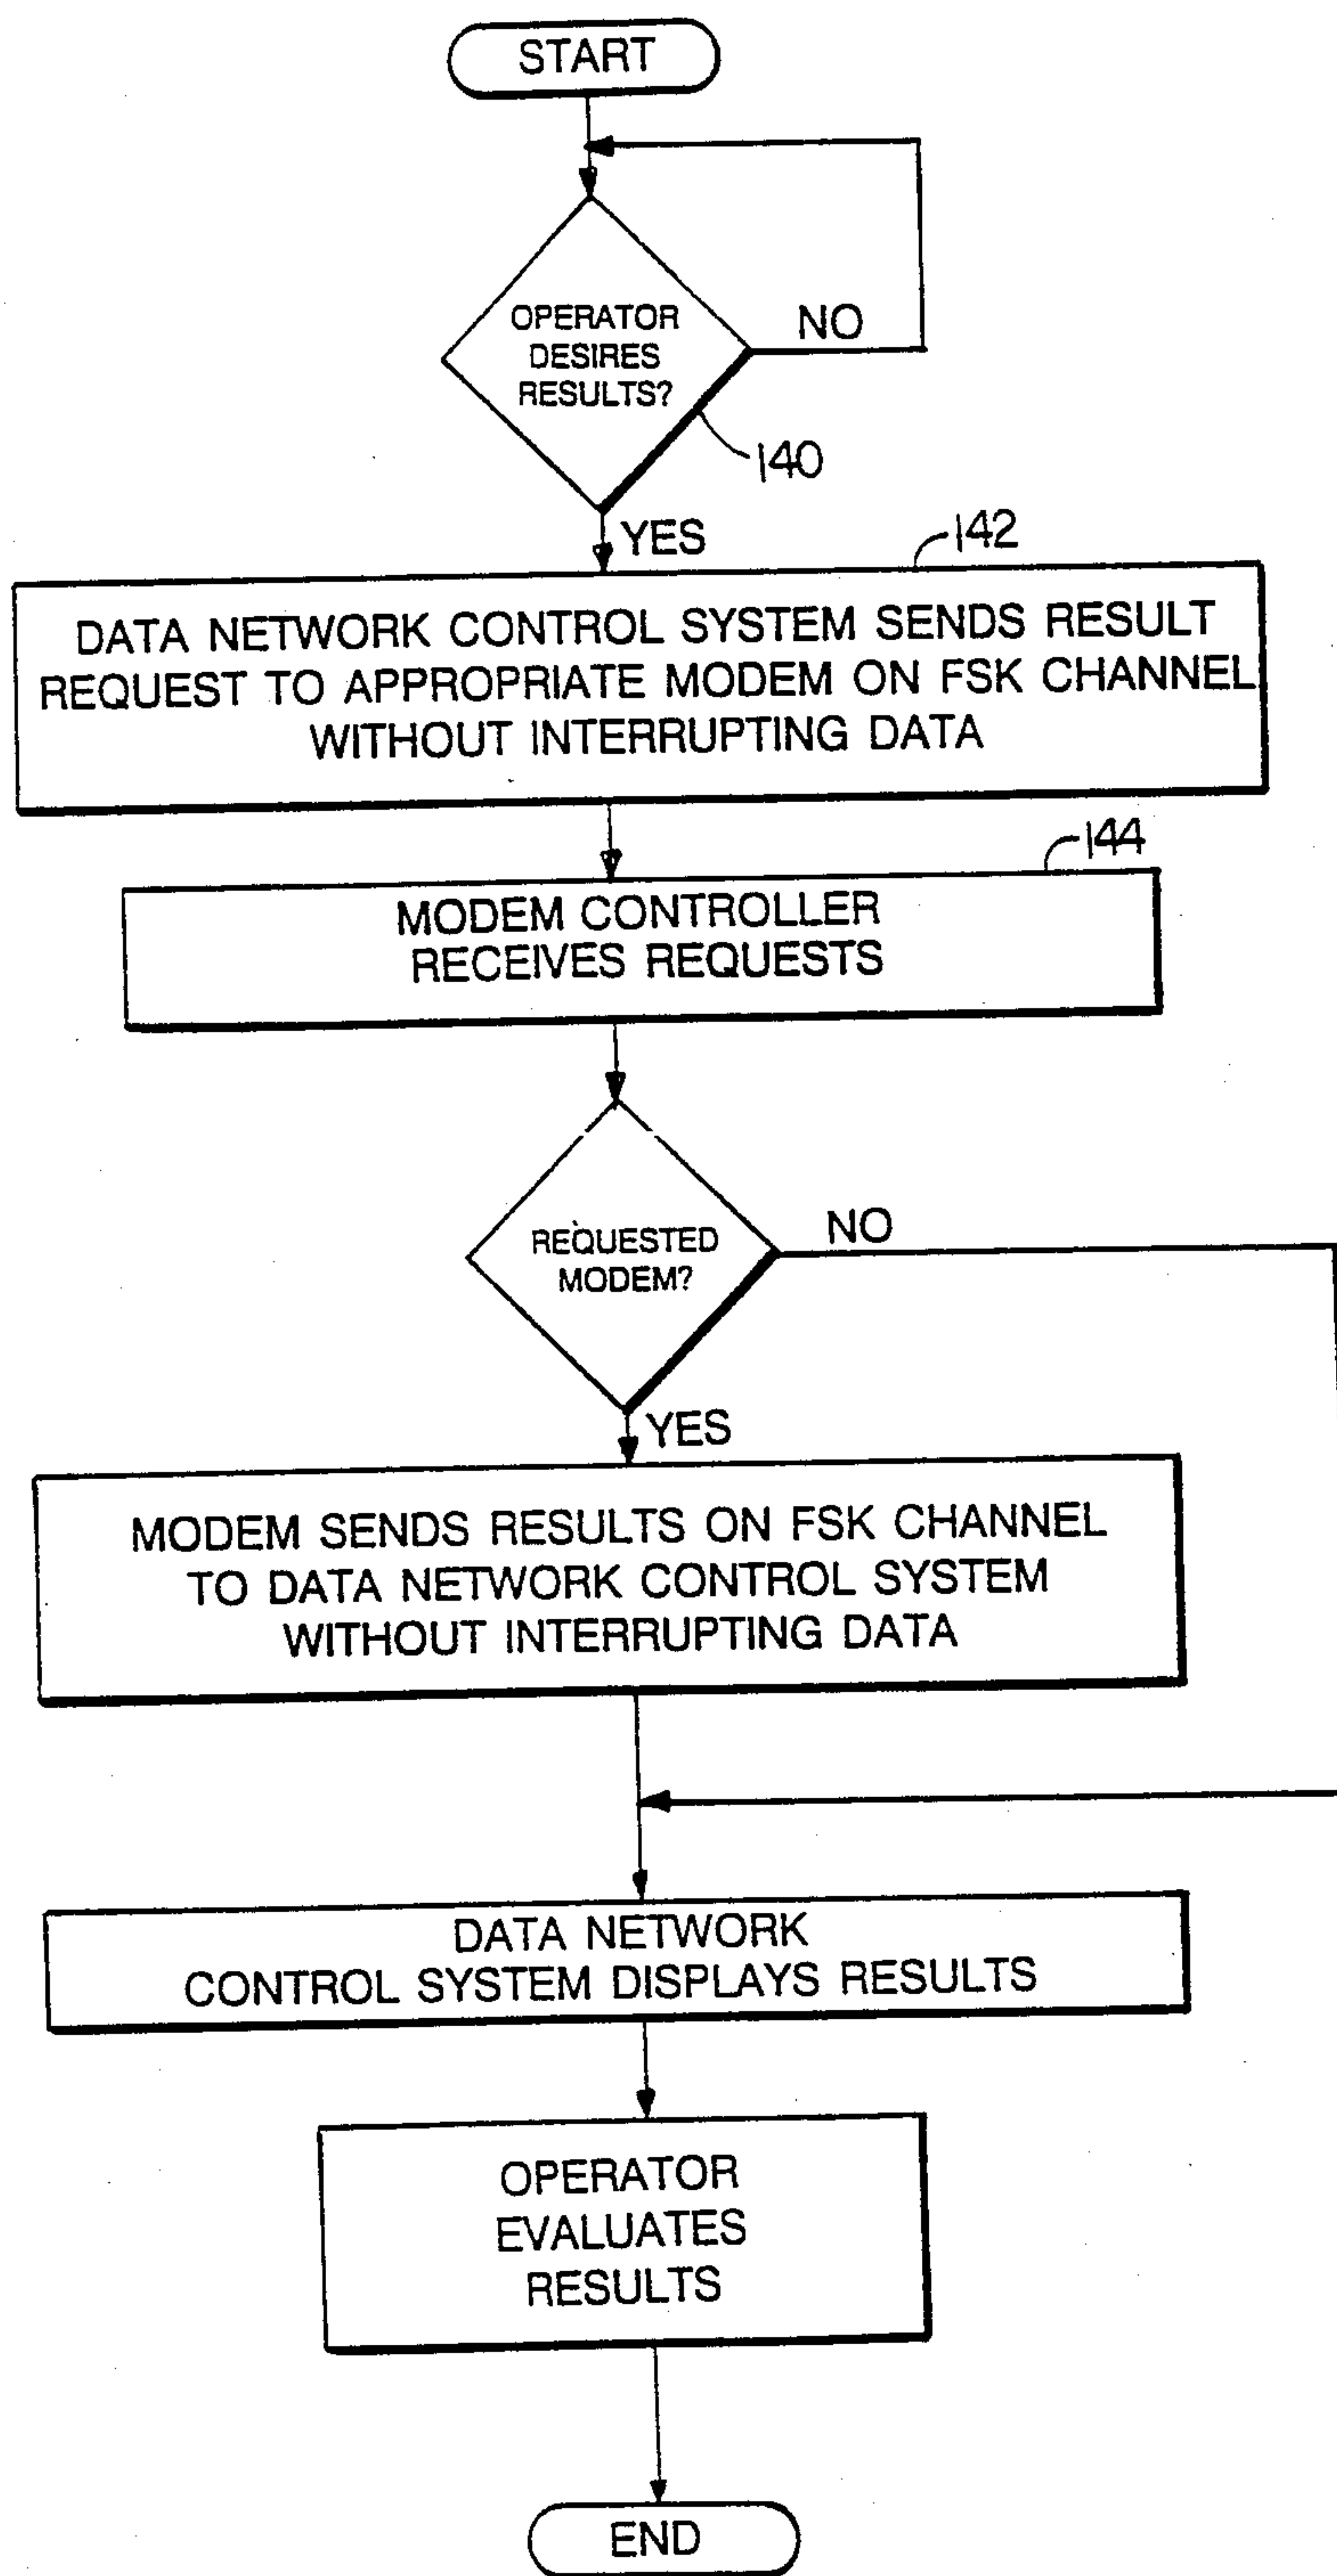 START
OPERATOR
DESIRES
RESULTS?
NO
140
YES
142
DATA NETWORK CONTROL SYSTEM SENDS RESULT
REQUEST TO APPROPRIATE MODEM ON FSK CHANNEL
WITHOUT INTERRUPTING DATA
144
MODEM CONTROLLER
RECEIVES REQUESTS
REQUESTED
MODEM?
NO
YES
MODEM SENDS RESULTS ON FSK CHANNEL
TO DATA NETWORK CONTROL SYSTEM
WITHOUT INTERRUPTING DATA
DATA NETWORK
CONTROL SYSTEM DISPLAYS RESULTS
OPERATOR
EVALUATES
RESULTS
END